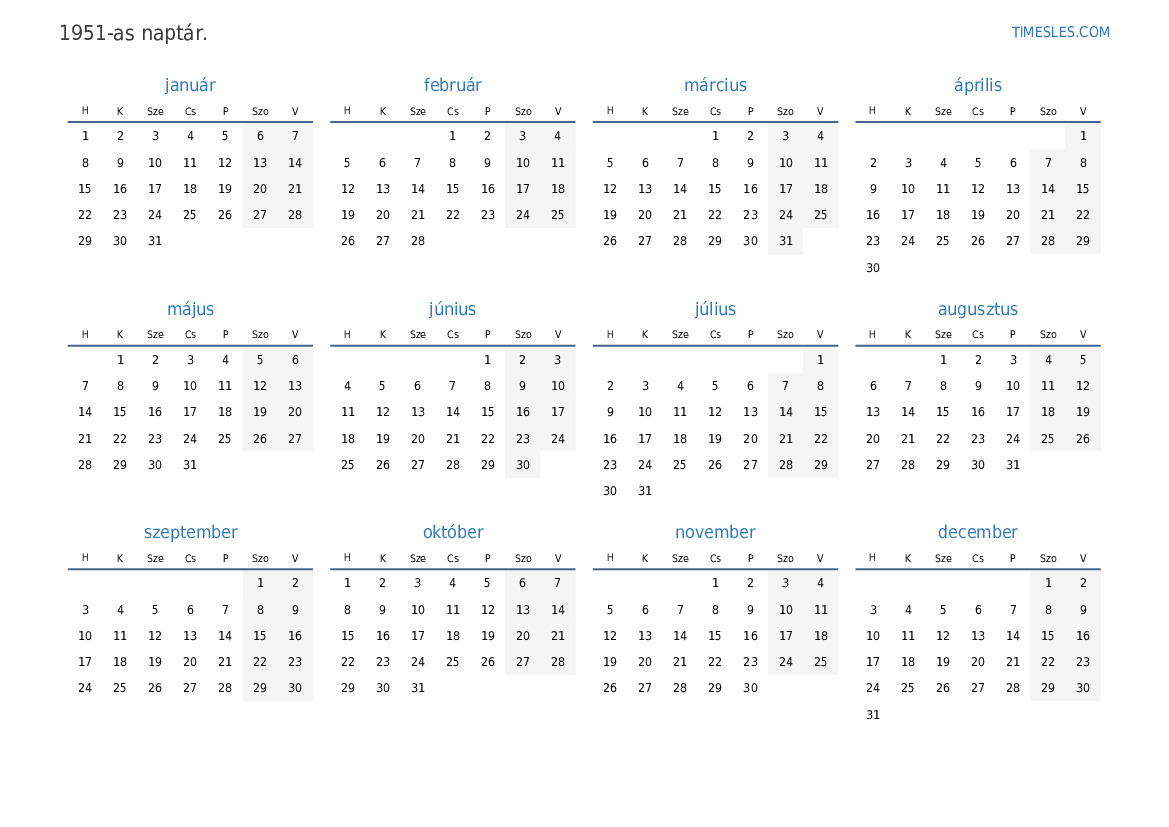 1951-as naptár.
TIMESLES.COM
január február március április
H K Sze Cs P Szo V H K Sze Cs P Szo V H K Sze Cs P Szo V H K Sze Cs P Szo V
1 2 3 4 5 6 7 1 2 3 4 1 2 3 4 1
8 9 10 11 12 13 14 5 6 7 8 9 10 11 5 6 7 8 9 10 11 2 3 4 5 6 7 8
15 16 17 18 19 20 21 12 13 14 15 16 17 18 12 13 14 15 16 17 18 9 10 11 12 13 14 15
22 23 24 25 26 27 28 19 20 21 22 23 24 25 19 20 21 22 23 24 25 16 17 18 19 20 21 22
29 30 31 26 27 28 26 27 28 29 30 31 23 24 25 26 27 28 29
30
május június július augusztus
H K Sze Cs P Szo V H K Sze Cs P Szo V H K Sze Cs P Szo V H K Sze Cs P Szo V
1 2 3 4 5 6 1 2 3 1 1 2 3 4 5
7 8 9 10 11 12 13 4 5 6 7 8 9 10 2 3 4 5 6 7 8 6 7 8 9 10 11 12
14 15 16 17 18 19 20 11 12 13 14 15 16 17 9 10 11 12 13 14 15 13 14 15 16 17 18 19
21 22 23 24 25 26 27 18 19 20 21 22 23 24 16 17 18 19 20 21 22 20 21 22 23 24 25 26
28 29 30 31 25 26 27 28 29 30 23 24 25 26 27 28 29 27 28 29 30 31
30 31
szeptember október november december
H K Sze Cs P Szo V H K Sze Cs P Szo V H K Sze Cs P Szo V H K Sze Cs P Szo V
1 2 1 2 3 4 5 6 7 1 2 3 4 1 2
3 4 5 6 7 8 9 8 9 10 11 12 13 14 5 6 7 8 9 10 11 3 4 5 6 7 8 9
10 11 12 13 14 15 16 15 16 17 18 19 20 21 12 13 14 15 16 17 18 10 11 12 13 14 15 16
17 18 19 20 21 22 23 22 23 24 25 26 27 28 19 20 21 22 23 24 25 17 18 19 20 21 22 23
24 25 26 27 28 29 30 29 30 31 26 27 28 29 30 24 25 26 27 28 29 30
31